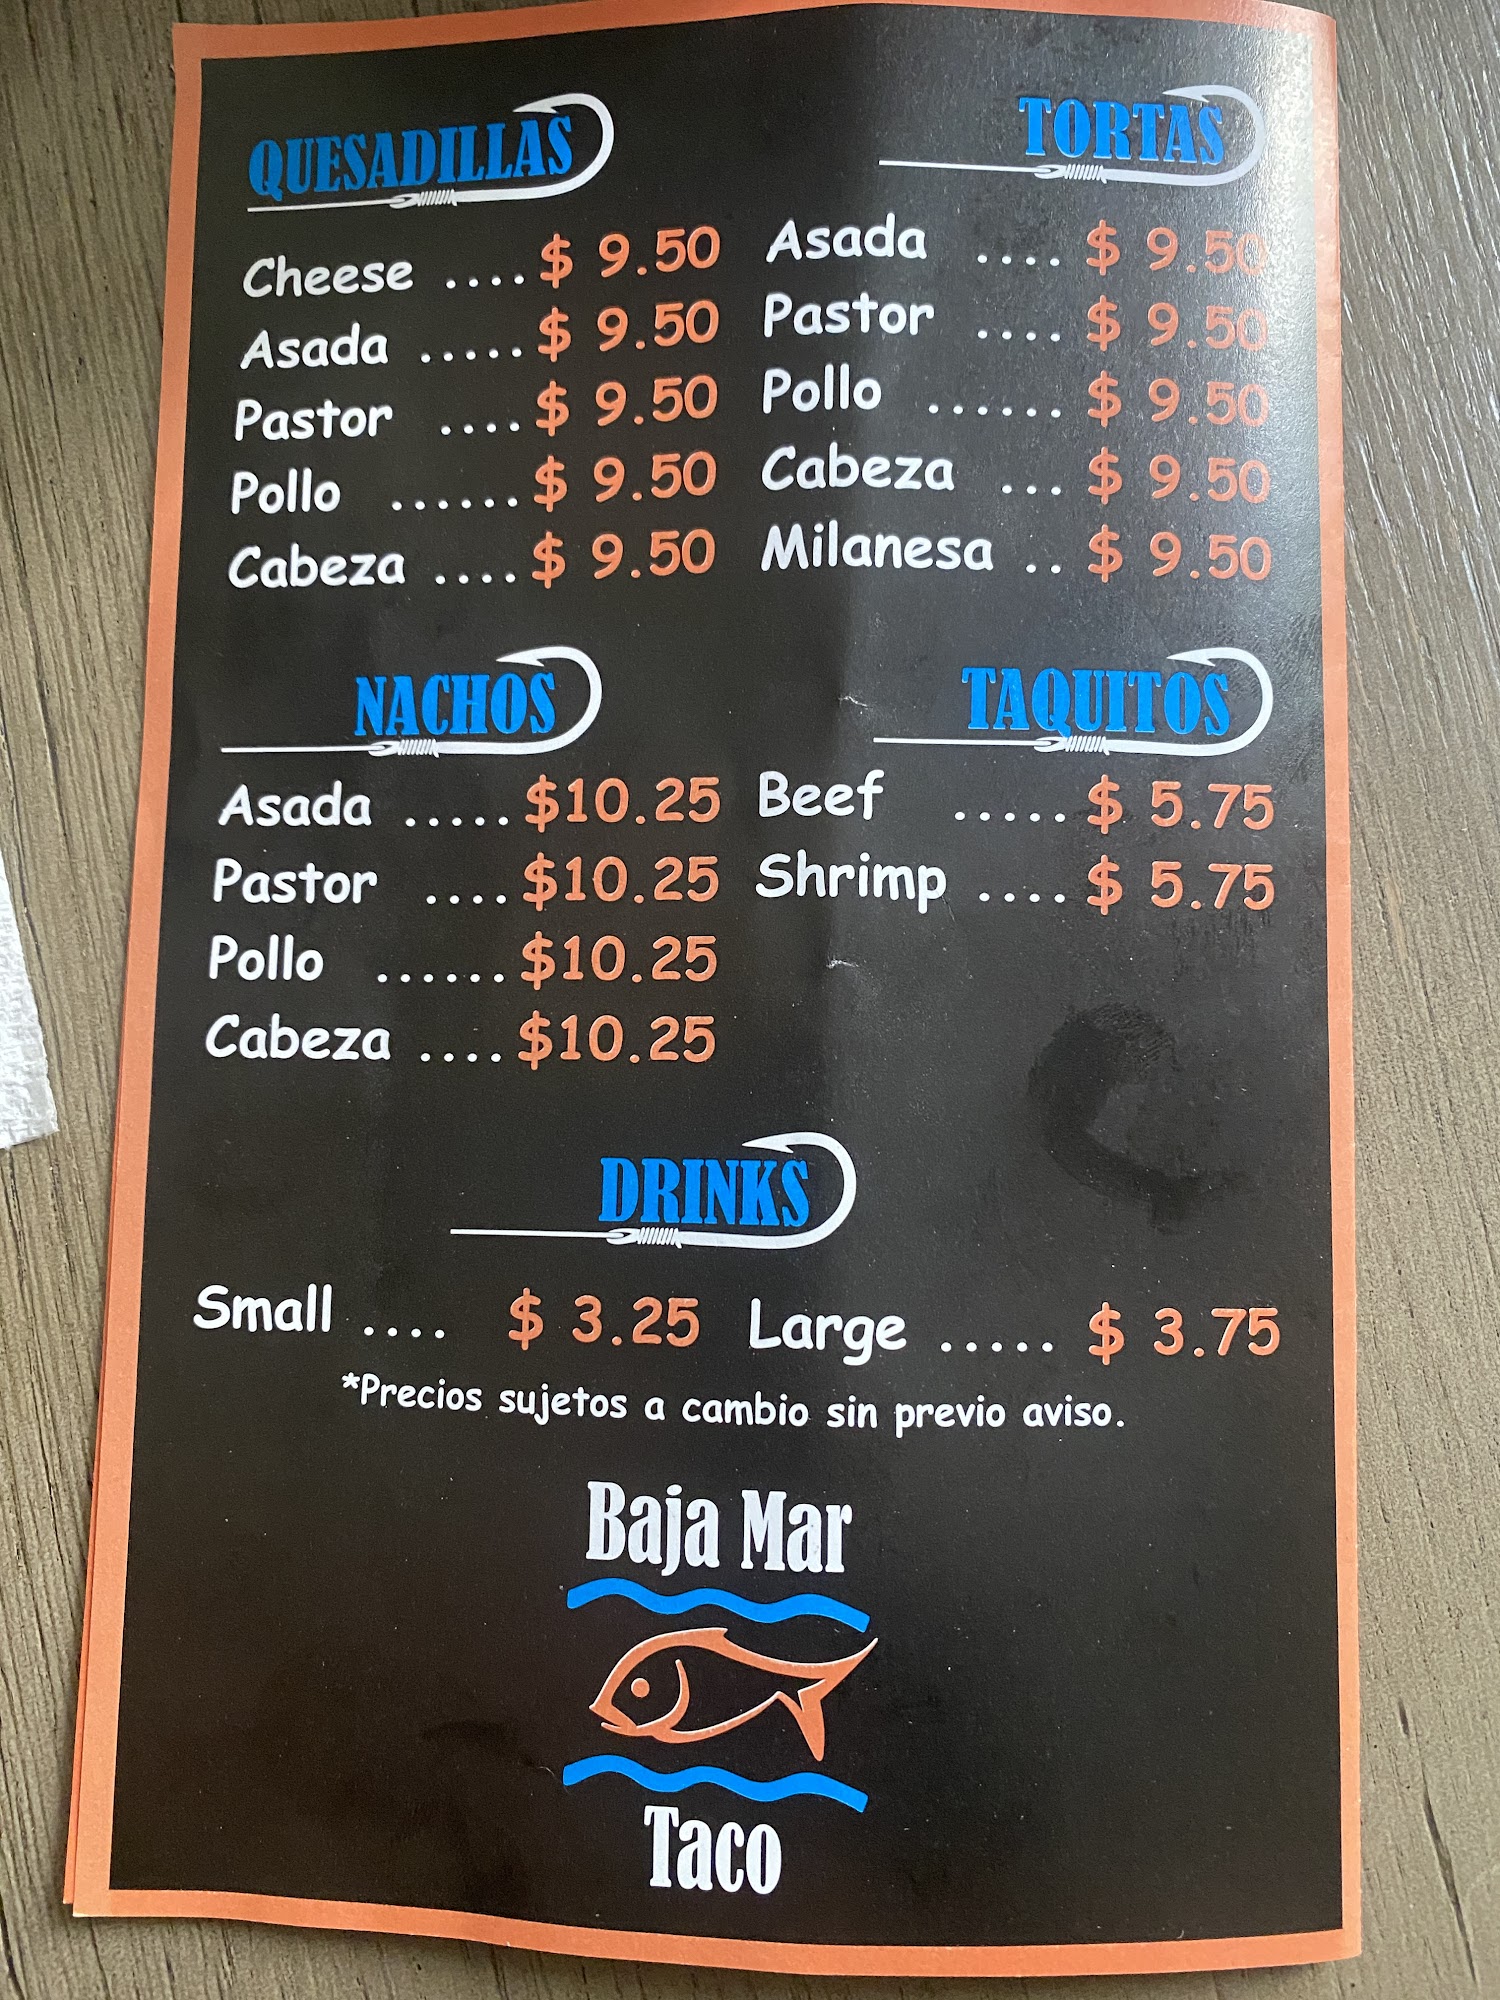 QUESADILLAS
Cheese .... $ 9.50
Asada ..... $ 9.50
Pastor .... $ 9.50
Pollo ...... $ 9.50
Cabeza .... $ 9.50
TORTAS
Asada .... $ 9.50
Pastor .... $ 9.50
Pollo ...... $ 9.50
Cabeza ... $ 9.50
Milanesa .. $ 9.50
NACHOS
Asada ..... $10.25
Pastor .... $10.25
Pollo ...... $10.25
Cabeza .... $10.25
TAQUITOS
Beef ..... $ 5.75
Shrimp .... $ 5.75
DRINKS
Small .... $ 3.25 Large ..... $ 3.75
*Precios sujetos a cambio sin previo aviso.
Baja Mar
Taco